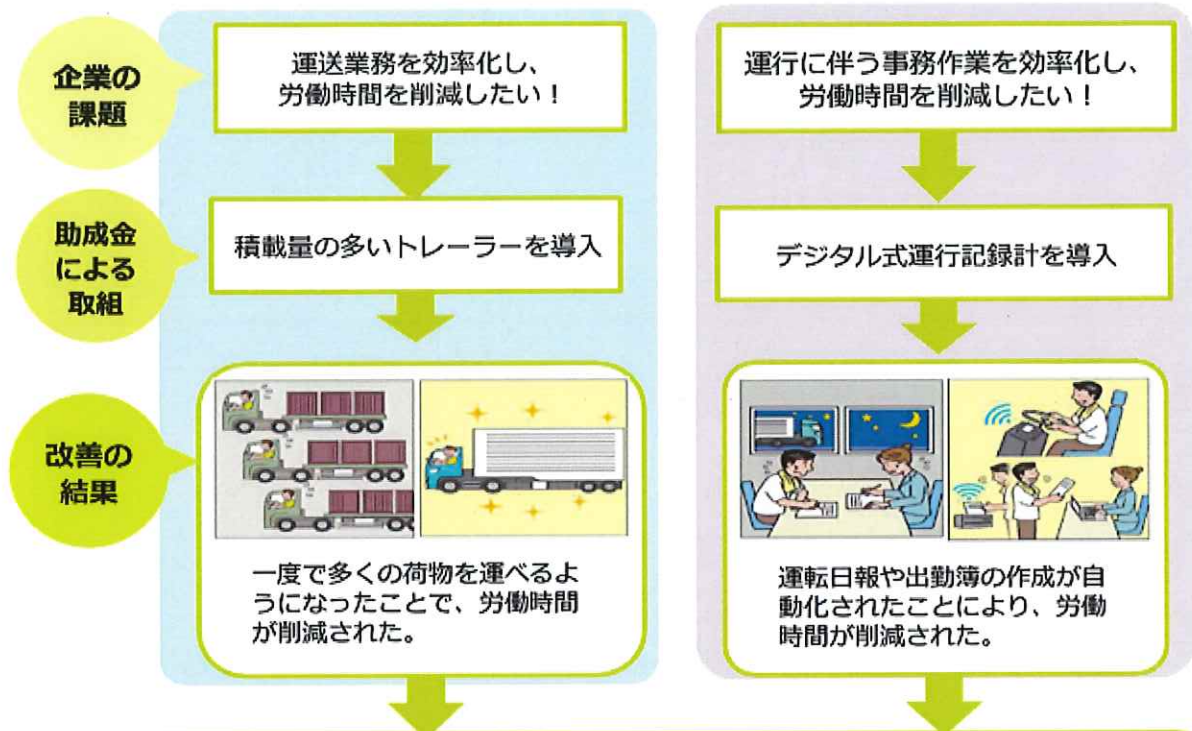 企業の
課題
運送業務を効率化し、
労働時間を削減したい！
運行に伴う事務作業を効率化し、
労働時間を削減したい！
助成金
による
取組
積載量の多いトレーラーを導入
デジタル式運行記録計を導入
改善の
結果
一度で多くの荷物を運べるよ
うになったことで、労働時間
が削減された。
運転日報や出勤簿の作成が自
動化されたことにより、労働
時間が削減された。